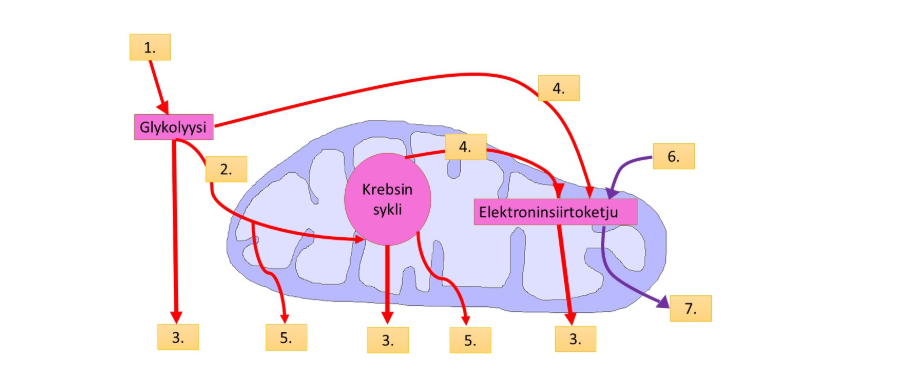 1.
4.
Glykolyysi
4.
2.
6.
Krebsin
sykli
Elektroninsiirtoketju
7.
3.
5.
3.
5.
3.